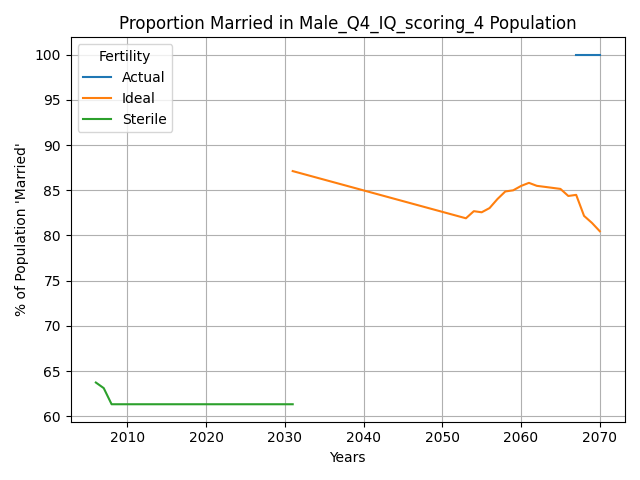 Proportion Married in Male_Q4_IQ_scoring_4 Population
Fertility
Actual
Ideal
Sterile
% of Population 'Married'
100
95
90
85
80
75
70
65
60
2010
2020
2030
2040
2050
2060
2070
Years